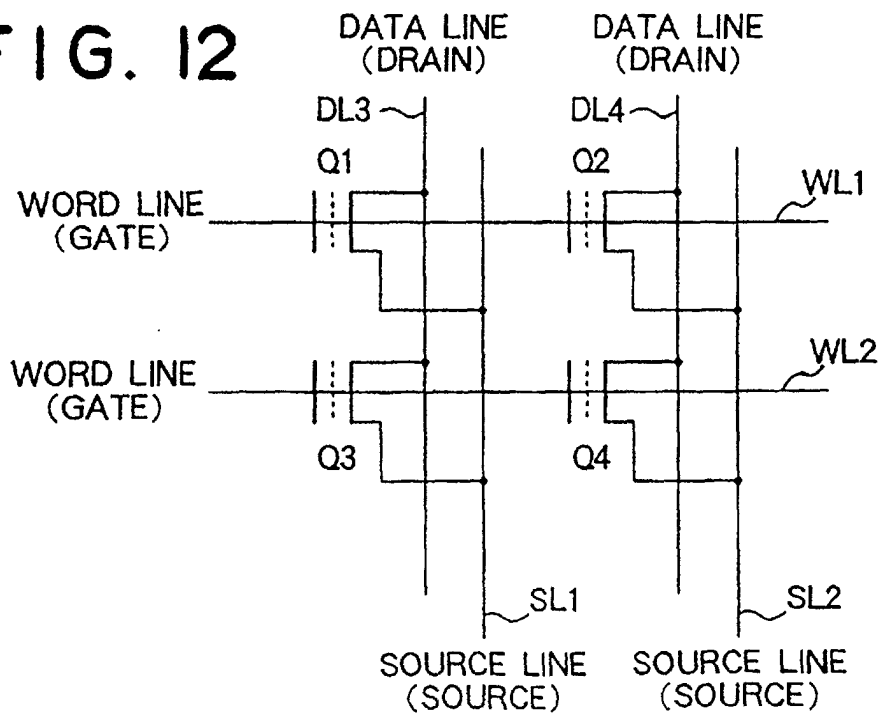 FIG. 12
DATA LINE
(DRAIN)
DATA LINE
(DRAIN)
DL3
DL4
Q1
Q2
WORD LINE
(GATE)
WL1
WORD LINE
(GATE)
WL2
Q3
Q4
SL1
SL2
SOURCE LINE
(SOURCE)
SOURCE LINE
(SOURCE)